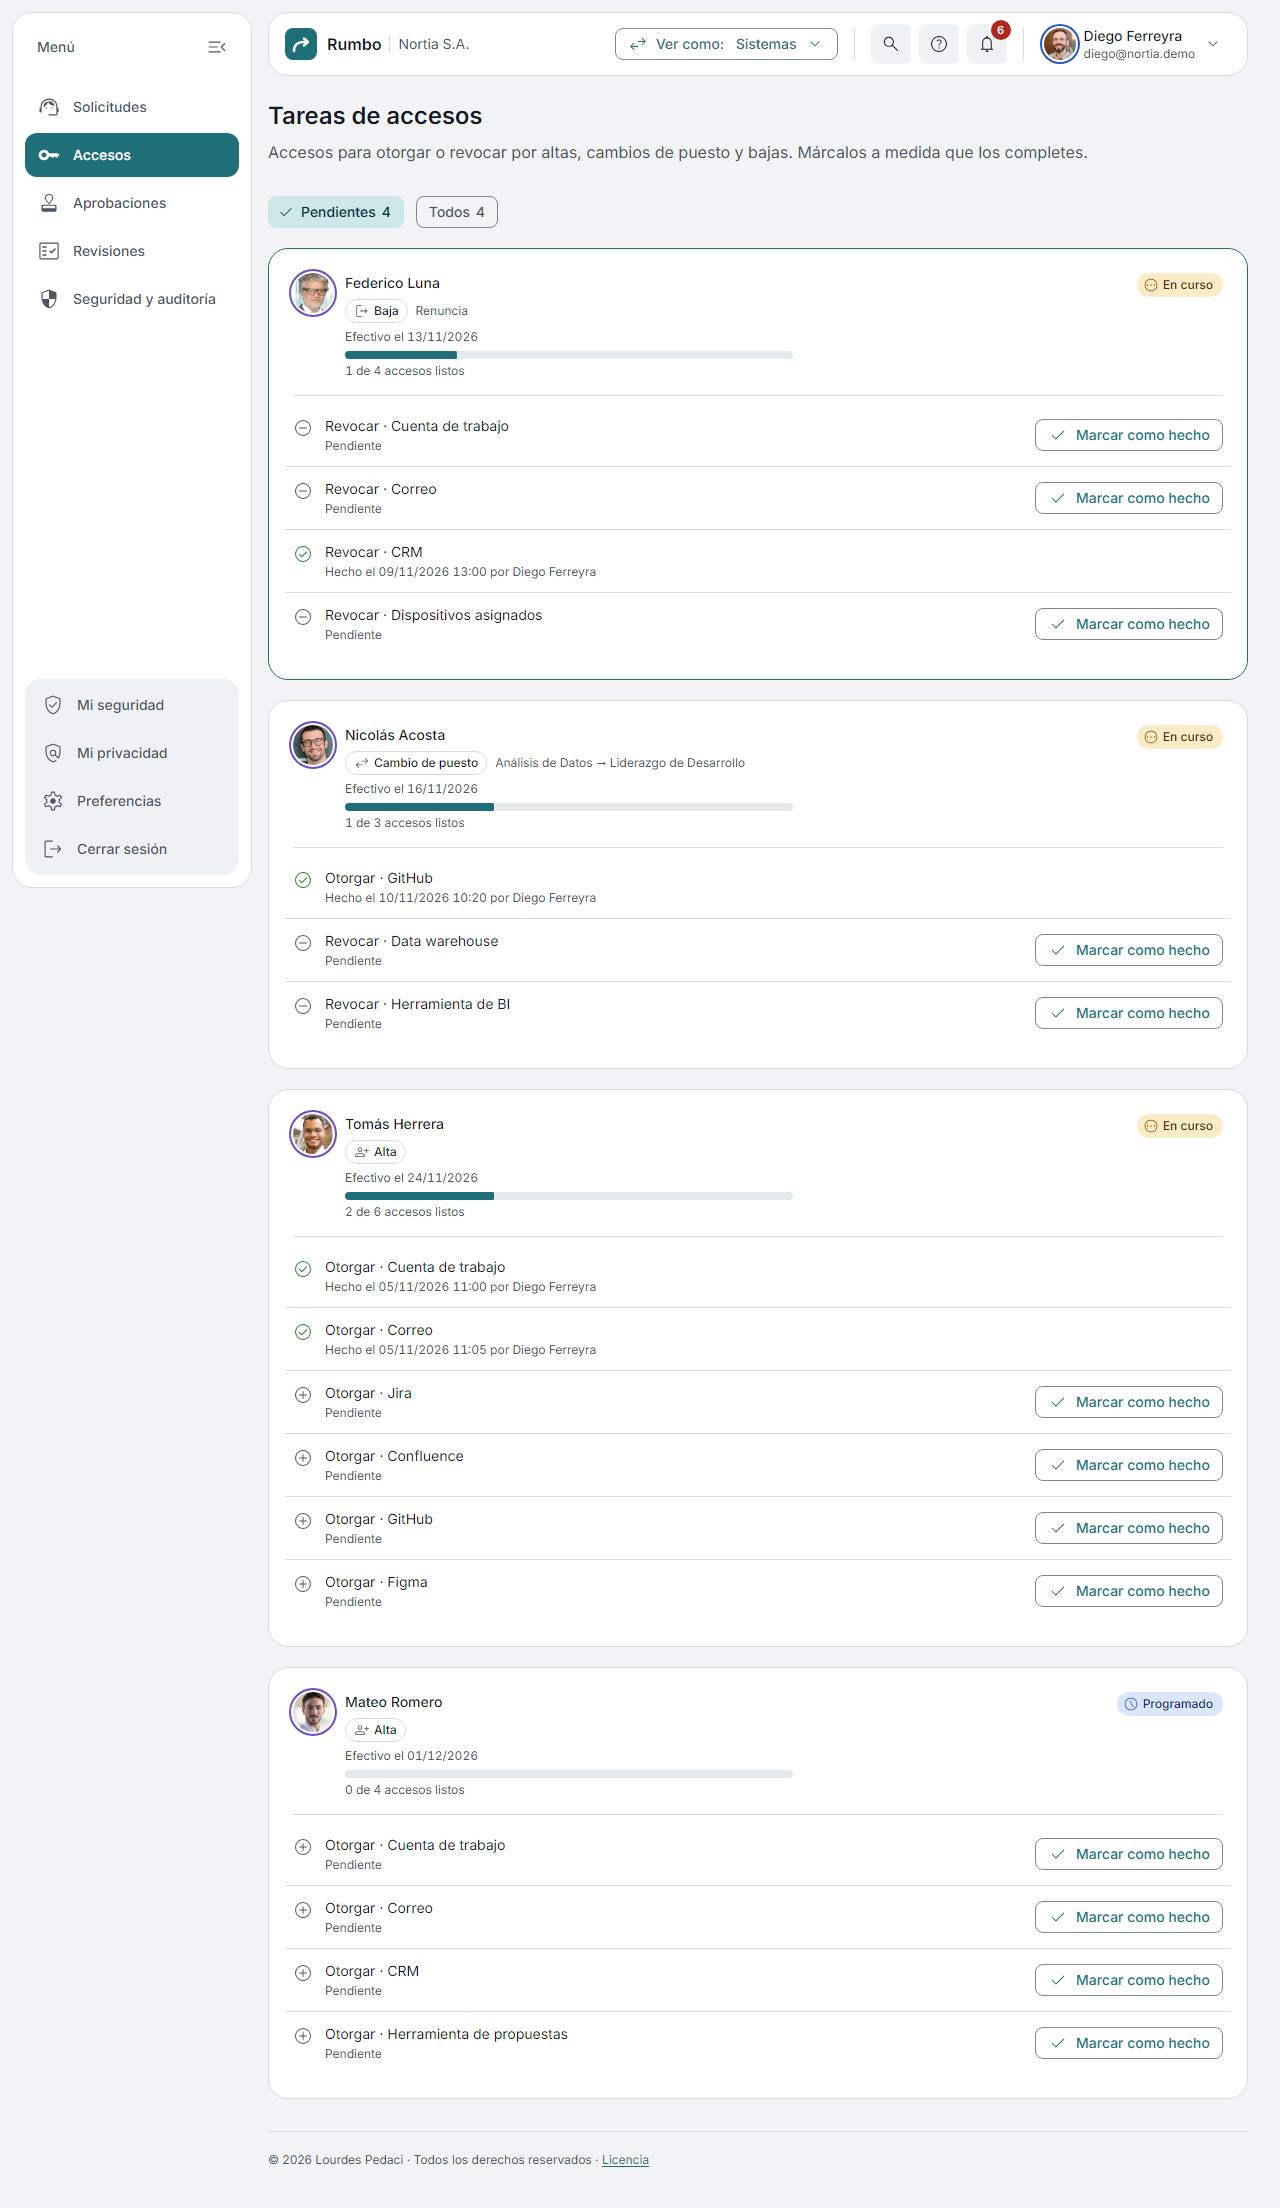 Menú
Solicitudes
Accesos
Aprobaciones
Revisiones
Seguridad y auditoría
Mi seguridad
Mi privacidad
Preferencias
Cerrar sesión
Rumbo Nortia S.A.
Ver como: Sistemas
6
Diego Ferreyra
diego@nortia.demo
Tareas de accesos
Accesos para otorgar o revocar por altas, cambios de puesto y bajas. Márcalos a medida que los completes.
Pendientes 4
Todos 4
Federico Luna
En curso
Baja Renuncia
Efectivo el 13/11/2026
1 de 4 accesos listos
Revocar · Cuenta de trabajo
Pendiente
Marcar como hecho
Revocar · Correo
Pendiente
Marcar como hecho
Revocar · CRM
Hecho el 09/11/2026 13:00 por Diego Ferreyra
Revocar · Dispositivos asignados
Pendiente
Marcar como hecho
Nicolás Acosta
En curso
Cambio de puesto Análisis de Datos → Liderazgo de Desarrollo
Efectivo el 16/11/2026
1 de 3 accesos listos
Otorgar · GitHub
Hecho el 10/11/2026 10:20 por Diego Ferreyra
Revocar · Data warehouse
Pendiente
Marcar como hecho
Revocar · Herramienta de BI
Pendiente
Marcar como hecho
Tomás Herrera
En curso
Alta
Efectivo el 24/11/2026
2 de 6 accesos listos
Otorgar · Cuenta de trabajo
Hecho el 05/11/2026 11:00 por Diego Ferreyra
Otorgar · Correo
Hecho el 05/11/2026 11:05 por Diego Ferreyra
Otorgar · Jira
Pendiente
Marcar como hecho
Otorgar · Confluence
Pendiente
Marcar como hecho
Otorgar · GitHub
Pendiente
Marcar como hecho
Otorgar · Figma
Pendiente
Marcar como hecho
Mateo Romero
Programado
Alta
Efectivo el 01/12/2026
0 de 4 accesos listos
Otorgar · Cuenta de trabajo
Pendiente
Marcar como hecho
Otorgar · Correo
Pendiente
Marcar como hecho
Otorgar · CRM
Pendiente
Marcar como hecho
Otorgar · Herramienta de propuestas
Pendiente
Marcar como hecho
© 2026 Lourdes Pedaci · Todos los derechos reservados · Licencia